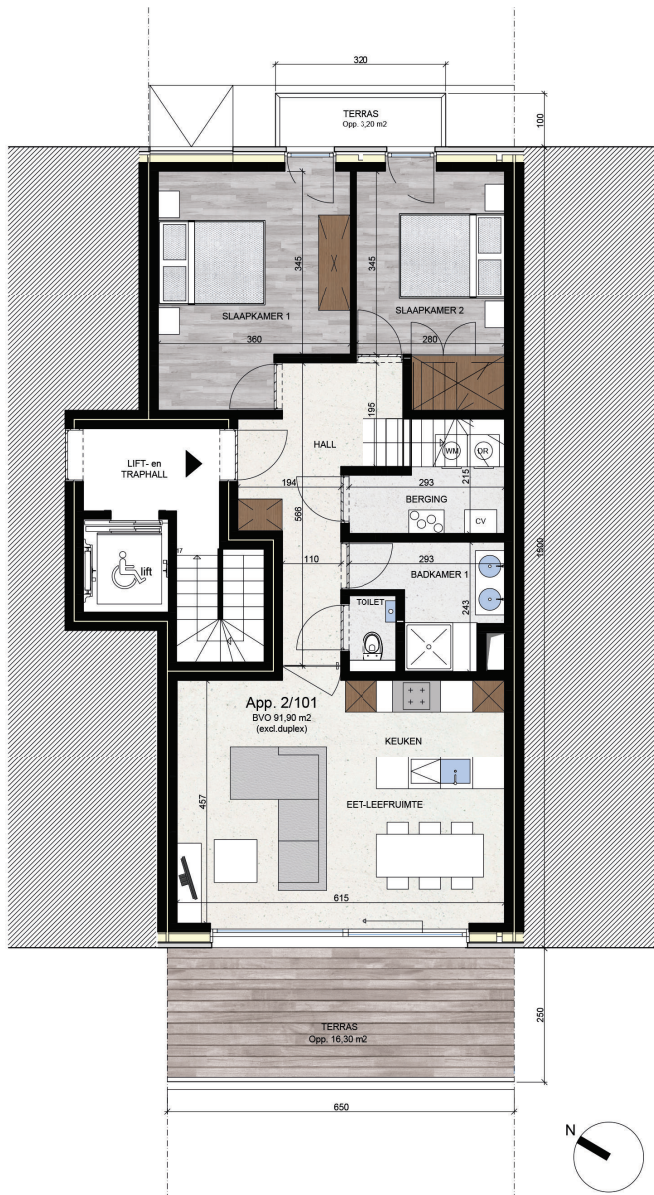 320
TERRAS
Opp. 3,20 m2
100
345
345
SLAAPKAMER 1
SLAAPKAMER 2
360
280
195
HALL
LIFT- en
TRAPHALL
WM
DR
215
194
293
BERGING
566
CV
1500
17
lift
110
293
BADKAMER 1
TOILET
243
App. 2/101
BVO 91,90 m2
(excl.duplex)
KEUKEN
457
EET-LEEFRUIMTE
615
TERRAS
Opp. 16,30 m2
250
650
N